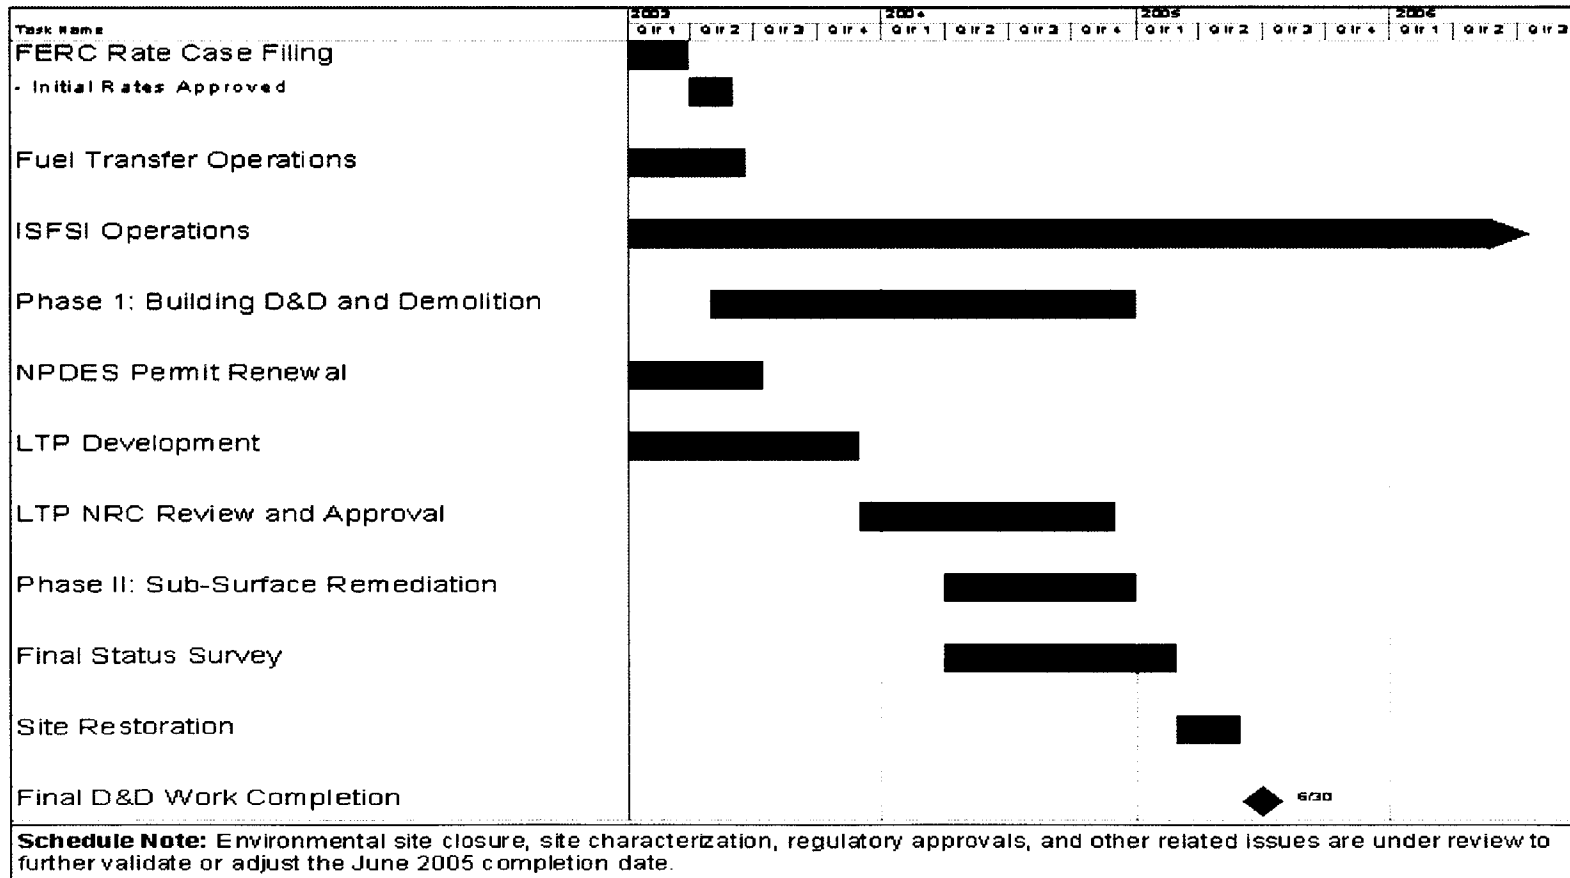 2003 2004 2005 2006
Task Name Qtr 1 Qtr 2 Qtr 3 Qtr 4 Qtr 1 Qtr 2 Qtr 3 Qtr 4 Qtr 1 Qtr 2 Qtr 3 Qtr 4 Qtr 1 Qtr 2 Qtr 3
FERC Rate Case Filing
- Initial Rates Approved
Fuel Transfer Operations
ISFSI Operations
Phase 1: Building D&D and Demolition
NPDES Permit Renewal
LTP Development
LTP NRC Review and Approval
Phase II: Sub-Surface Remediation
Final Status Survey
Site Restoration
Final D&D Work Completion 6/30
Schedule Note: Environmental site closure, site characterization, regulatory approvals, and other related issues are under review to
further validate or adjust the June 2005 completion date.